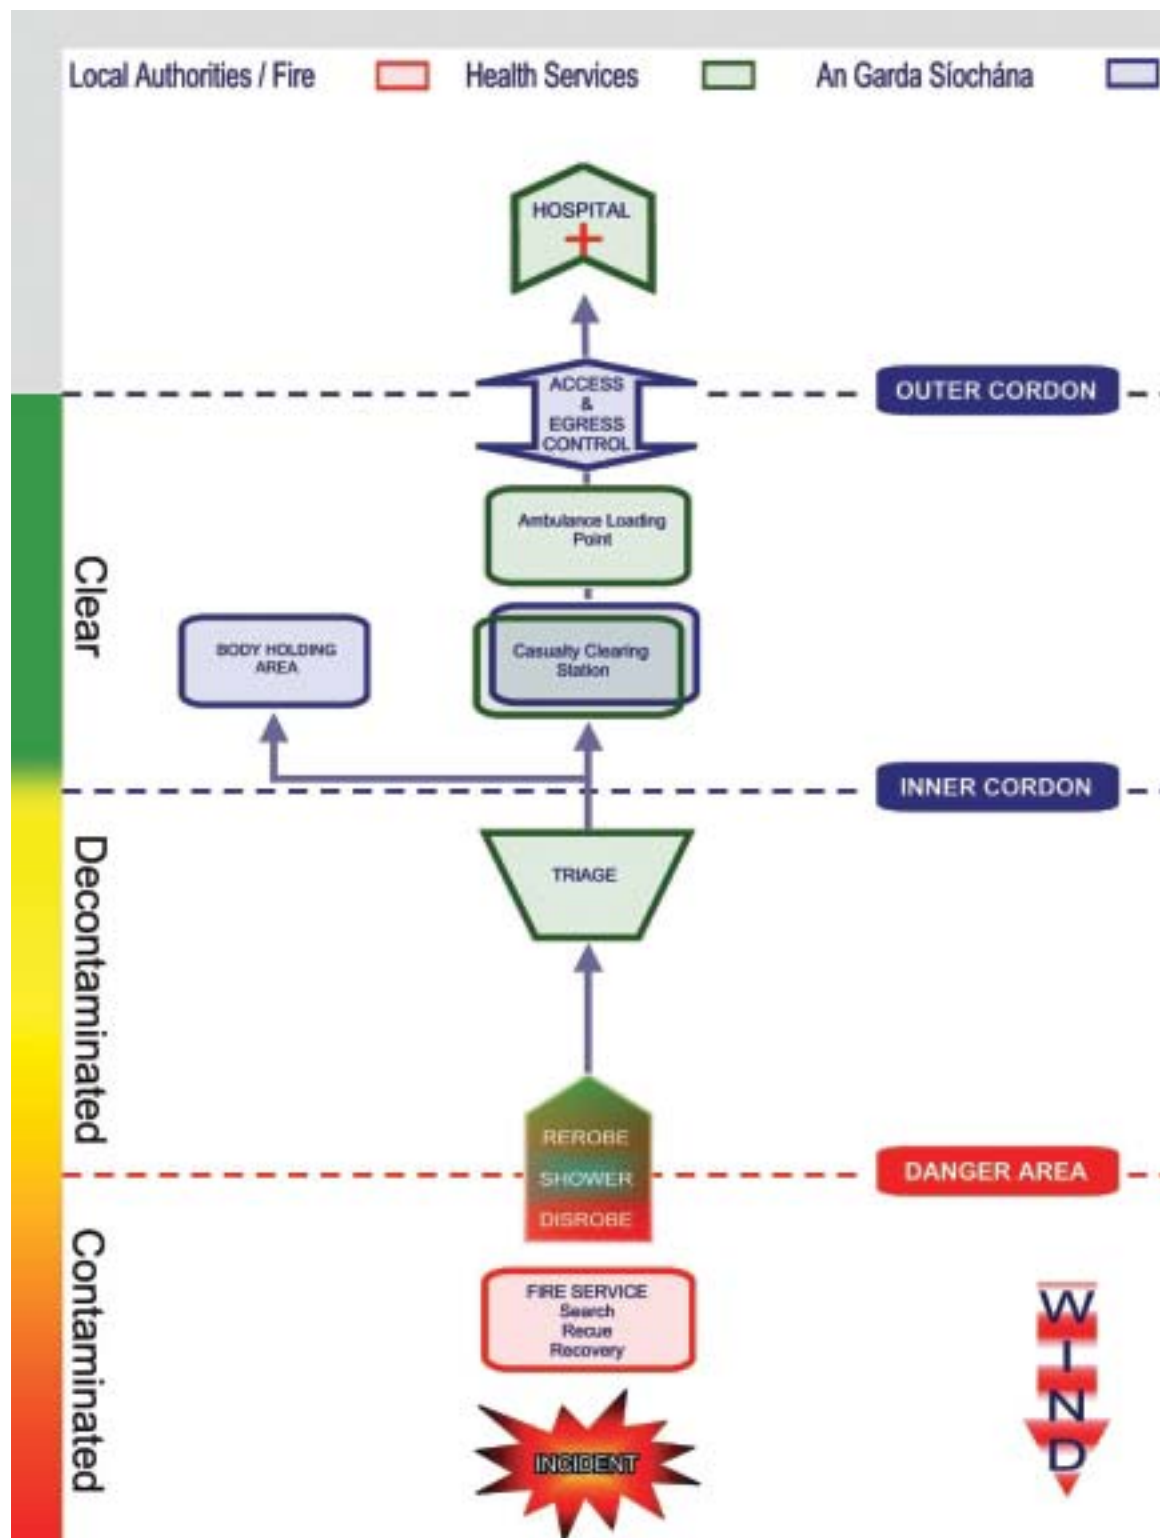 Local Authorities / Fire Health Services An Garda Síochána
HOSPITAL
ACCESS
&
EGRESS
CONTROL
OUTER CORDON
Ambulance Loading
Point
Clear
BODY HOLDING
AREA
Casualty Clearing
Station
INNER CORDON
Decontaminated
TRIAGE
REROBE
SHOWER
DISROBE
DANGER AREA
Contaminated
FIRE SERVICE
Search
Recue
Recovery
WIND
INCIDENT